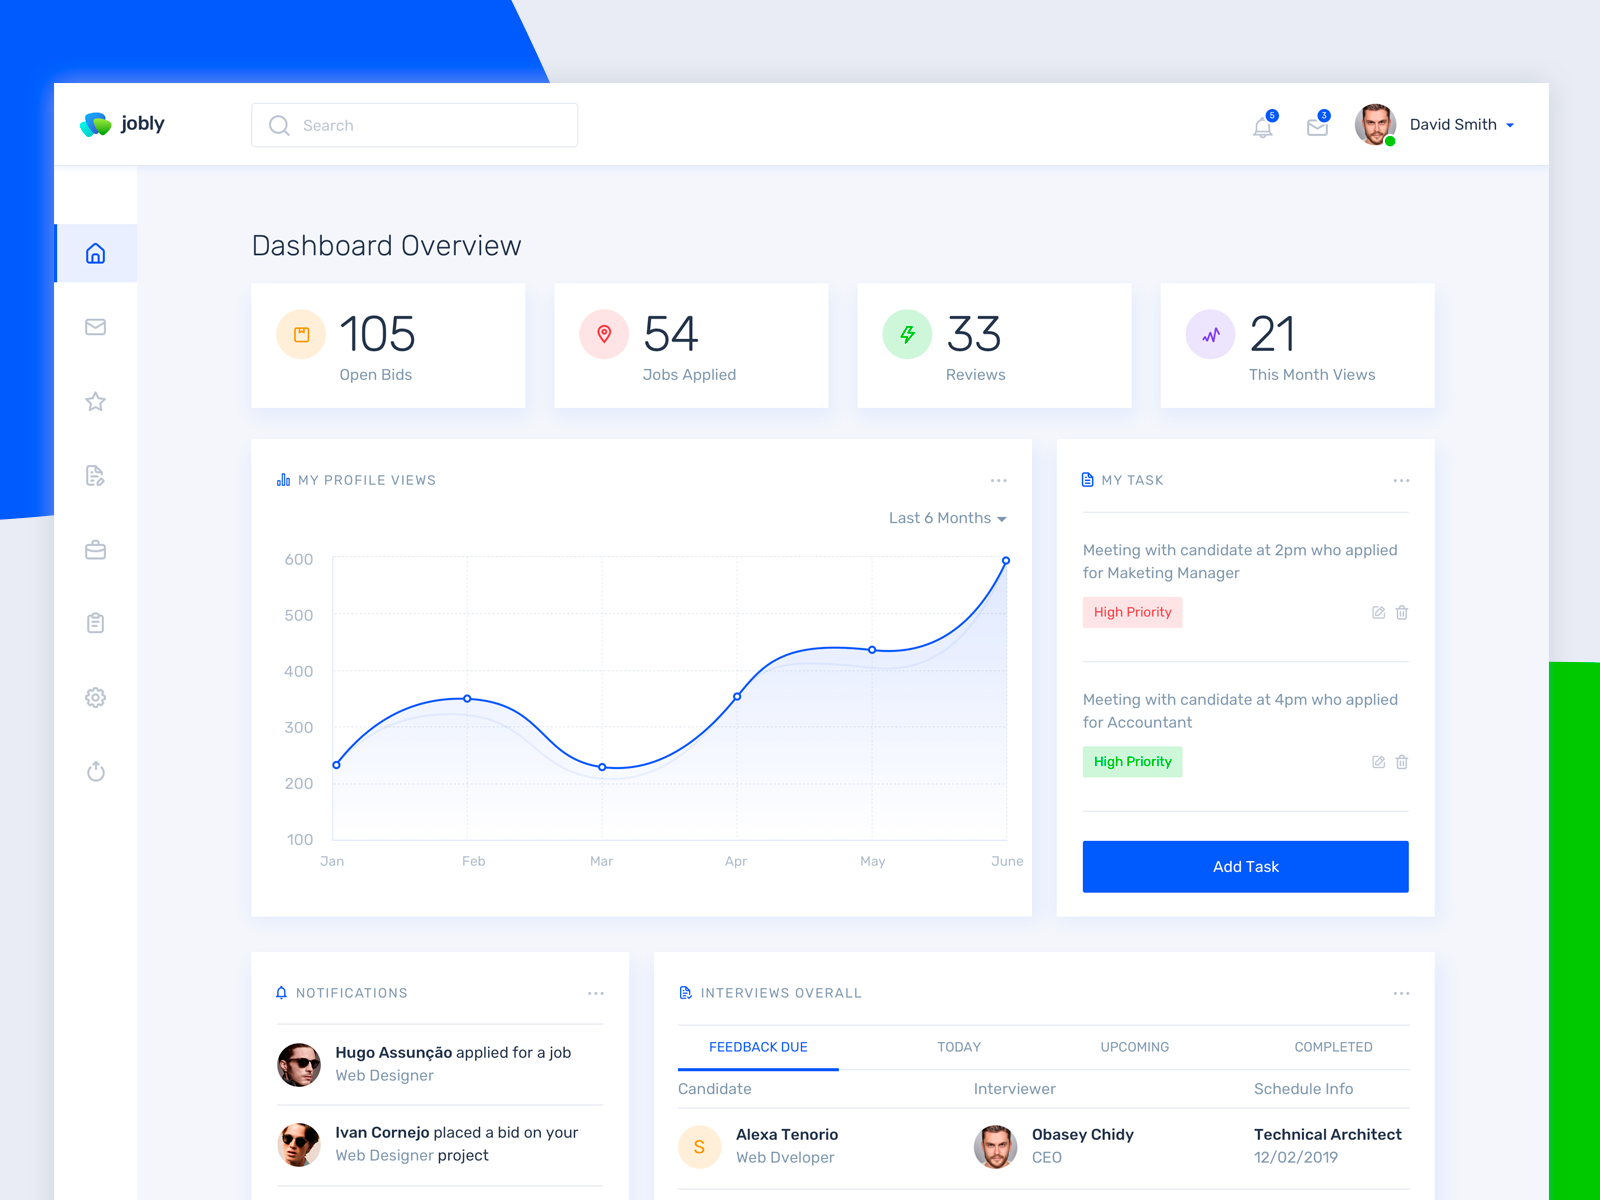 jobly
Search
5
3
David Smith
Dashboard Overview
105
Open Bids
54
Jobs Applied
33
Reviews
21
This Month Views
MY PROFILE VIEWS
Last 6 Months
600
500
400
300
200
100
Jan
Feb
Mar
Apr
May
June
MY TASK
Meeting with candidate at 2pm who applied
for Maketing Manager
High Priority
Meeting with candidate at 4pm who applied
for Accountant
High Priority
Add Task
NOTIFICATIONS
Hugo Assunção applied for a job
Web Designer
Ivan Cornejo placed a bid on your
Web Designer project
INTERVIEWS OVERALL
FEEDBACK DUE
TODAY
UPCOMING
COMPLETED
Candidate
Interviewer
Schedule Info
S
Alexa Tenorio
Web Dveloper
Obasey Chidy
CEO
Technical Architect
12/02/2019